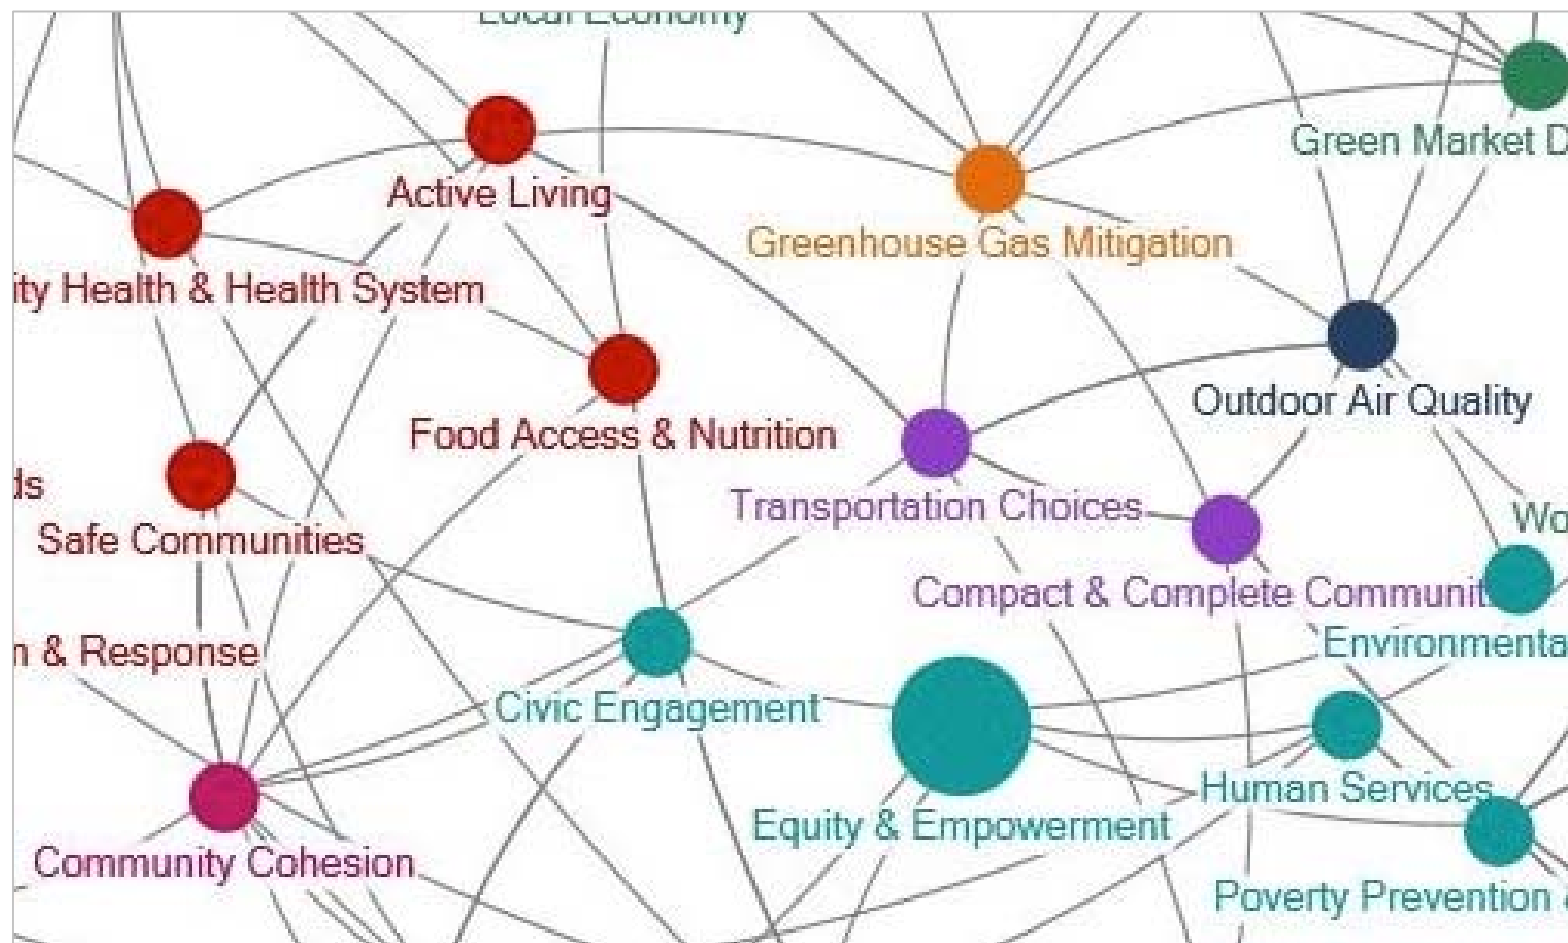 Local Economy
Green Market D
Active Living
Greenhouse Gas Mitigation
ity Health & Health System
Outdoor Air Quality
Food Access & Nutrition
ds
Transportation Choices
Wo
Safe Communities
Compact & Complete Communit
Environmenta
n & Response
Civic Engagement
Human Services
Equity & Empowerment
Community Cohesion
Poverty Prevention